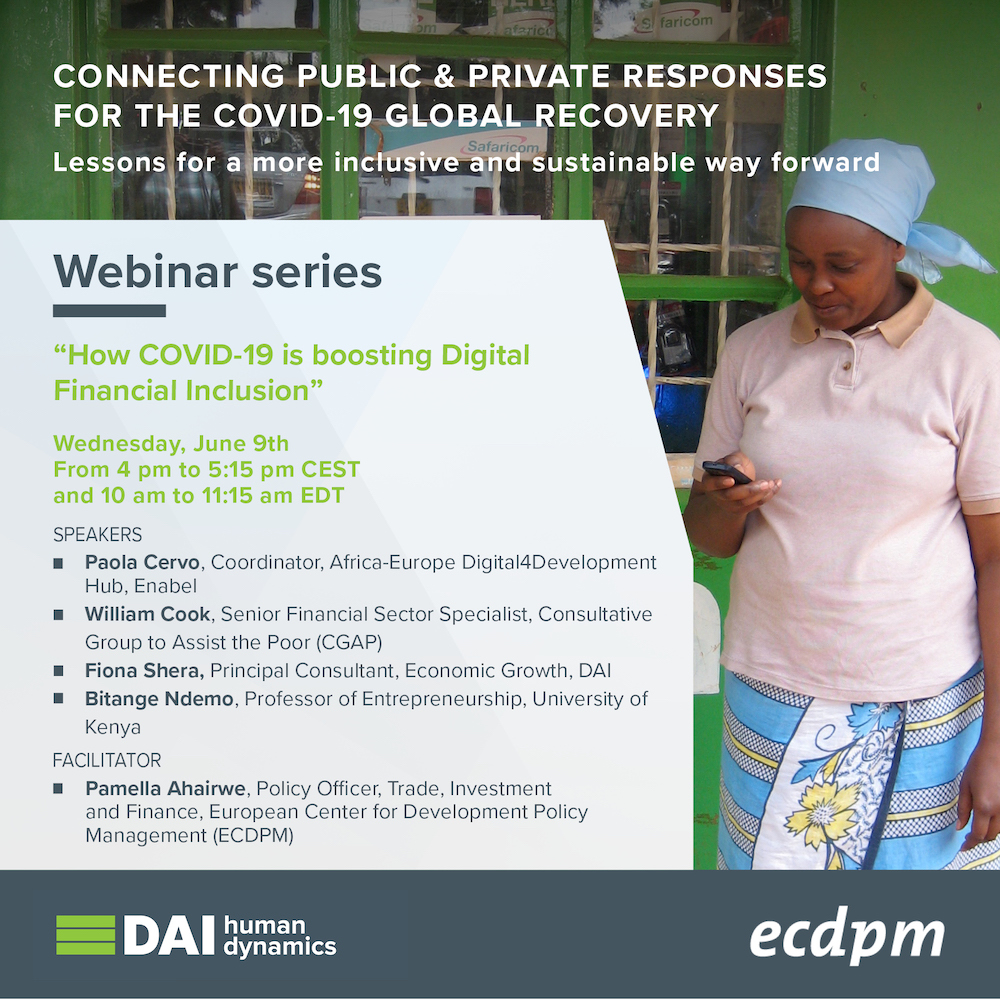 Safaricom
CONNECTING PUBLIC & PRIVATE RESPONSES
FOR THE COVID-19 GLOBAL RECOVERY
Safaricom
Lessons for a more inclusive and sustainable way forward
Webinar series
“How COVID-19 is boosting Digital
Financial Inclusion”
Wednesday, June 9th
From 4 pm to 5:15 pm CEST
and 10 am to 11:15 am EDT
SPEAKERS
▪ Paola Cervo, Coordinator, Africa-Europe Digital4Development
Hub, Enabel
▪ William Cook, Senior Financial Sector Specialist, Consultative
Group to Assist the Poor (CGAP)
▪ Fiona Shera, Principal Consultant, Economic Growth, DAI
▪ Bitange Ndemo, Professor of Entrepreneurship, University of
Kenya
FACILITATOR
▪ Pamella Ahairwe, Policy Officer, Trade, Investment
and Finance, European Center for Development Policy
Management (ECDPM)
DAI human
dynamics
ecdpm